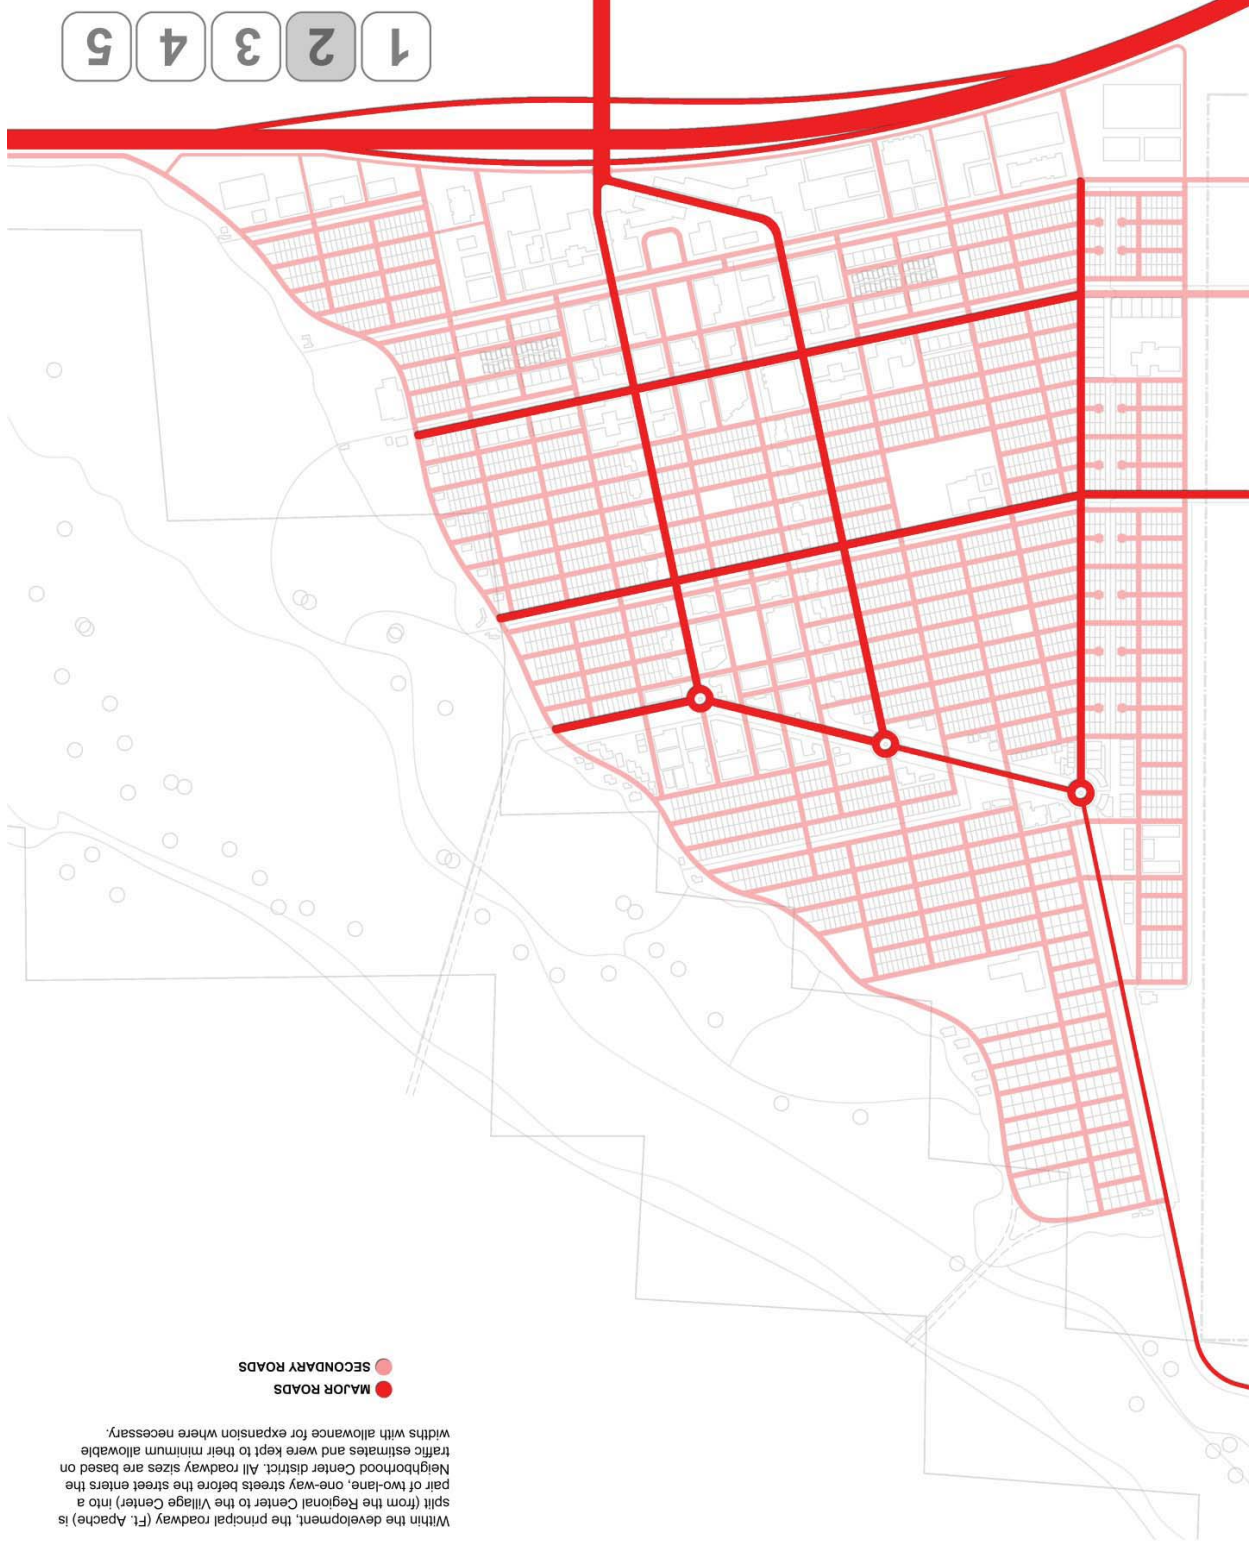 Within the development, the principal roadway (Ft. Apache) is
split (from the Regional Center to the Village Center) into a
pair of two-lane, one-way streets before the street enters the
Neighborhood Center district. All roadway sizes are based on
traffic estimates and were kept to their minimum allowable
widths with allowance for expansion where necessary.
MAJOR ROADS
SECONDARY ROADS
1 2 3 4 5